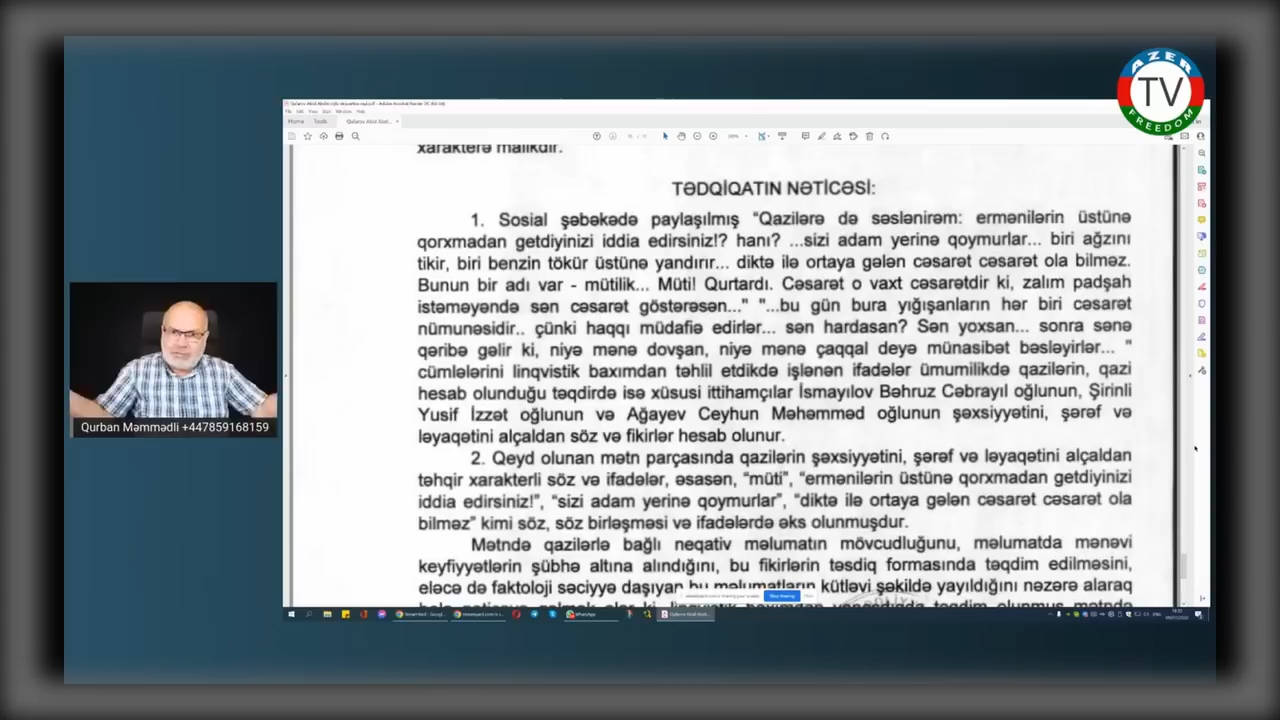 AZER
TV
FREEDOM
Home Tools
xarakterə malikdir.
TƏDQİQATIN NƏTİCƏSİ:
1. Sosial şəbəkədə paylaşılmış “Qazilərə də səslənirəm: ermənilərin üstünə
qorxmadan getdiyinizi iddia edirsiniz!? hanı? ...sizi adam yerinə qoymurlar... biri ağzını
tikir, biri benzin tökür üstünə yandırır... diktə ilə ortaya gələn cəsarət cəsarət ola bilməz.
Bunun bir adı var - mütilik... Müti! Qurtardı. Cəsarət o vaxt cəsarətdir ki, zalım padşah
istəməyəndə sən cəsarət göstərəsən..." "...bu gün bura yığışanların hər biri cəsarət
nümunəsidir.. çünki haqqı müdafiə edirlər... sən hardasan? Sən yoxsan... sonra sənə
qəribə gəlir ki, niyə mənə dovşan, niyə mənə çaqqal deyə münasibət bəsləyirlər... "
cümlələrini linqvistik baxımdan təhlil etdikdə işlənən ifadələr ümumilikdə qazilərin, qazi
hesab olunduğu təqdirdə isə xüsusi ittihamçılar İsmayılov Bəhruz Cəbrayıl oğlunun, Şirinli
Yusif İzzət oğlunun və Ağayev Ceyhun Məhəmməd oğlunun şəxsiyyətini, şərəf və
ləyaqətini alçaldan söz və fikirlər hesab olunur.
2. Qeyd olunan mətn parçasında qazilərin şəxsiyyətini, şərəf və ləyaqətini alçaldan
təhqir xarakterli söz və ifadələr, əsasən, “müti”, “ermənilərin üstünə qorxmadan getdiyinizi
iddia edirsiniz!”, “sizi adam yerinə qoymurlar”, “diktə ilə ortaya gələn cəsarət cəsarət ola
bilməz” kimi söz, söz birləşməsi və ifadələrdə əks olunmuşdur.
Mətndə qazilərlə bağlı neqativ məlumatın mövcudluğunu, məlumatda mənəvi
keyfiyyətlərin şübhə altına alındığını, bu fikirlərin təsdiq formasında təqdim edilməsini,
eləcə də faktoloji səciyyə daşıyan bu məlumatların kütləvi şəkildə yayıldığını nəzərə alaraq
Qurban Məmmədli +447859168159
Stop sharing
WhatsApp